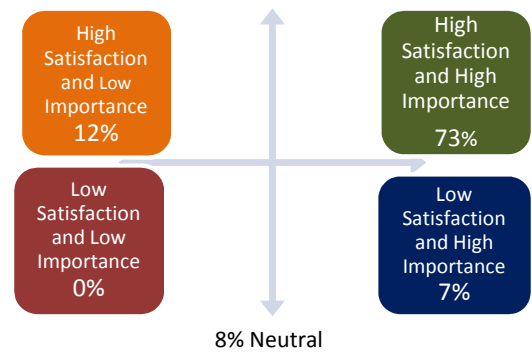 High
Satisfaction
and Low
Importance
12%
High
Satisfaction
and High
Importance
73%
Low
Satisfaction
and Low
Importance
0%
Low
Satisfaction
and High
Importance
7%
8% Neutral